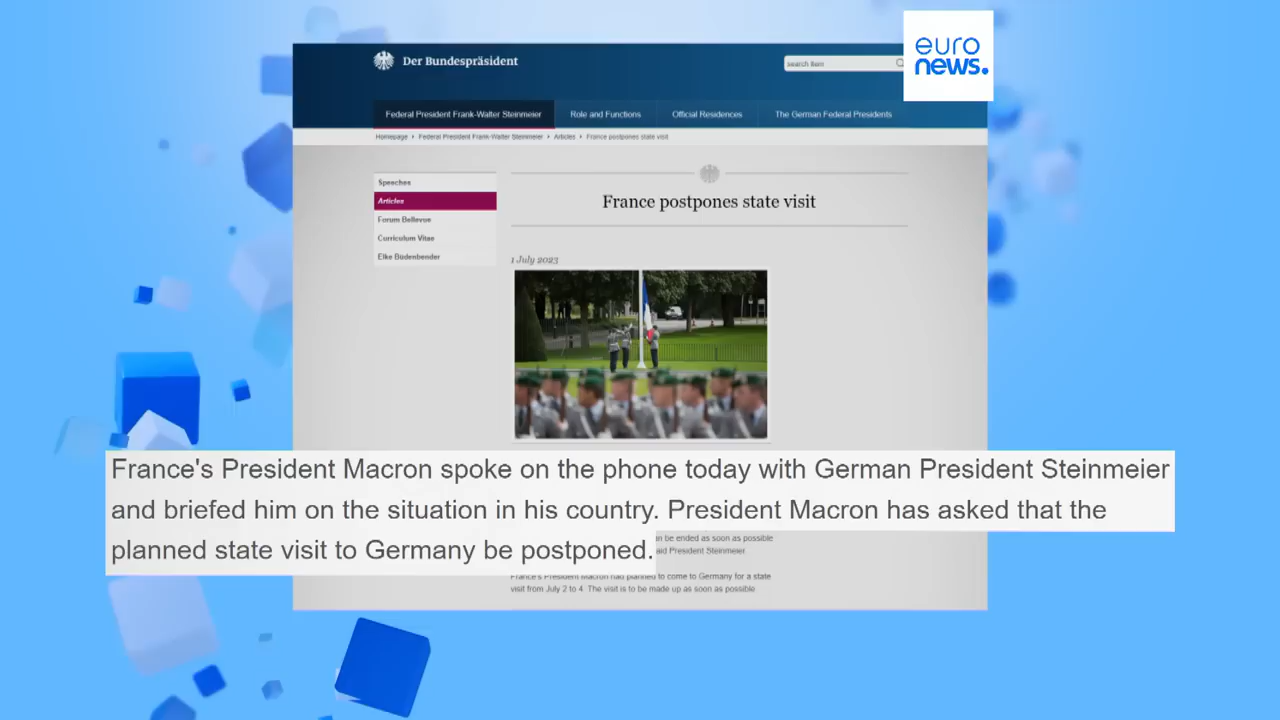 euro
news.
Der Bundespräsident
search item
Federal President Frank-Walter Steinmeier
Role and Functions
Official Residences
The German Federal Presidents
Homepage
Federal President Frank-Walter Steinmeier
Articles
France postpones state visit
Speeches
Articles
Forum Bellevue
Curriculum Vitae
Elke Büdenbender
France postpones state visit
1 July 2023
France's President Macron spoke on the phone today with German President Steinmeier
and briefed him on the situation in his country. President Macron has asked that the
planned state visit to Germany be postponed.
be ended as soon as possible
President Steinmeier.
France's President Macron had planned to come to Germany for a state
visit from July 2 to 4. The visit is to be made up as soon as possible